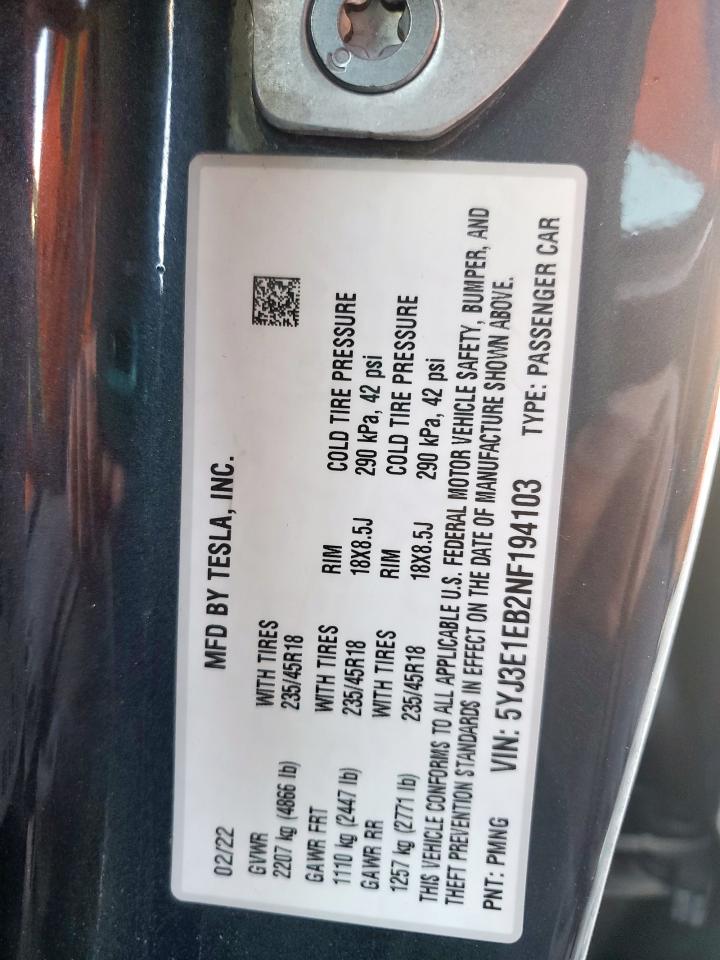 02/22 MFD BY TESLA, INC.
GVWR WITH TIRES
2207 kg (4866 lb) 235/45R18
GAWR FRT WITH TIRES RIM COLD TIRE PRESSURE
1110 kg (2447 lb) 235/45R18 18X8.5J 290 kPa, 42 psi
GAWR RR WITH TIRES RIM COLD TIRE PRESSURE
1257 kg (2771 lb) 235/45R18 18X8.5J 290 kPa, 42 psi
THIS VEHICLE CONFORMS TO ALL APPLICABLE U.S. FEDERAL MOTOR VEHICLE SAFETY, BUMPER, AND
THEFT PREVENTION STANDARDS IN EFFECT ON THE DATE OF MANUFACTURE SHOWN ABOVE.
PNT: PMNG VIN: 5YJ3E1EB2NF194103 TYPE: PASSENGER CAR